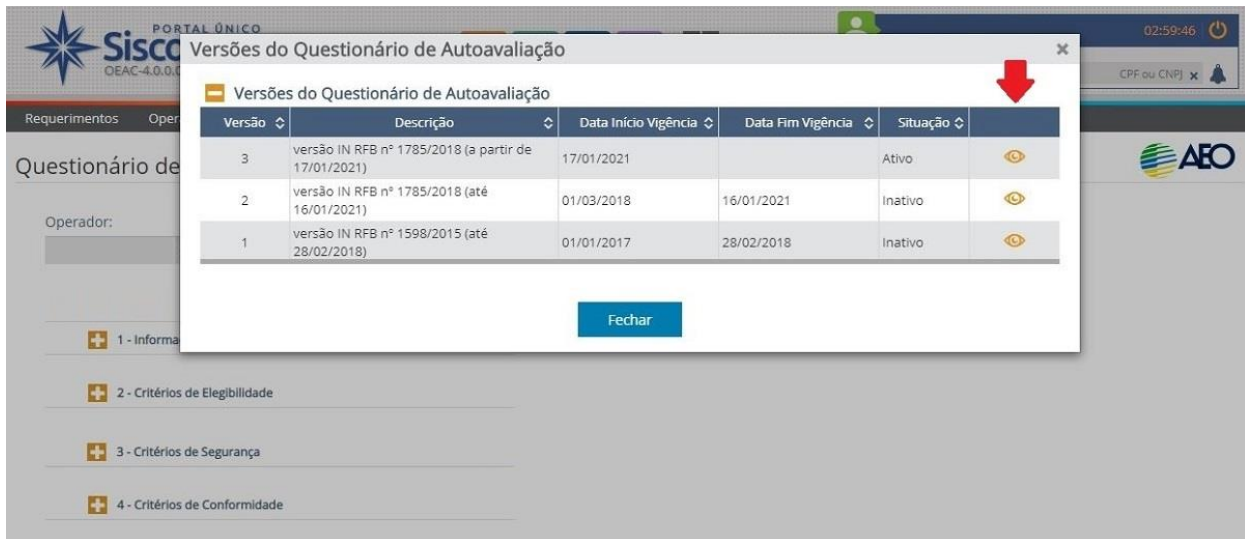 PORTAL ÚNICO
Sisco
OEAC-4.0.0.0
02:59:46
CPF ou CNPJ x
Requerimentos Oper
Questionário de
AEO
Operador:
1 - Informa
2 - Critérios de Elegibilidade
3 - Critérios de Segurança
4 - Critérios de Conformidade
Versões do Questionário de Autoavaliação ×
Versões do Questionário de Autoavaliação
Versão Descrição Data Início Vigência Data Fim Vigência Situação
3 versão IN RFB nº 1785/2018 (a partir de 17/01/2021 Ativo
17/01/2021)
2 versão IN RFB nº 1785/2018 (até 01/03/2018 16/01/2021 Inativo
16/01/2021)
1 versão IN RFB nº 1598/2015 (até 01/01/2017 28/02/2018 Inativo
28/02/2018)
Fechar